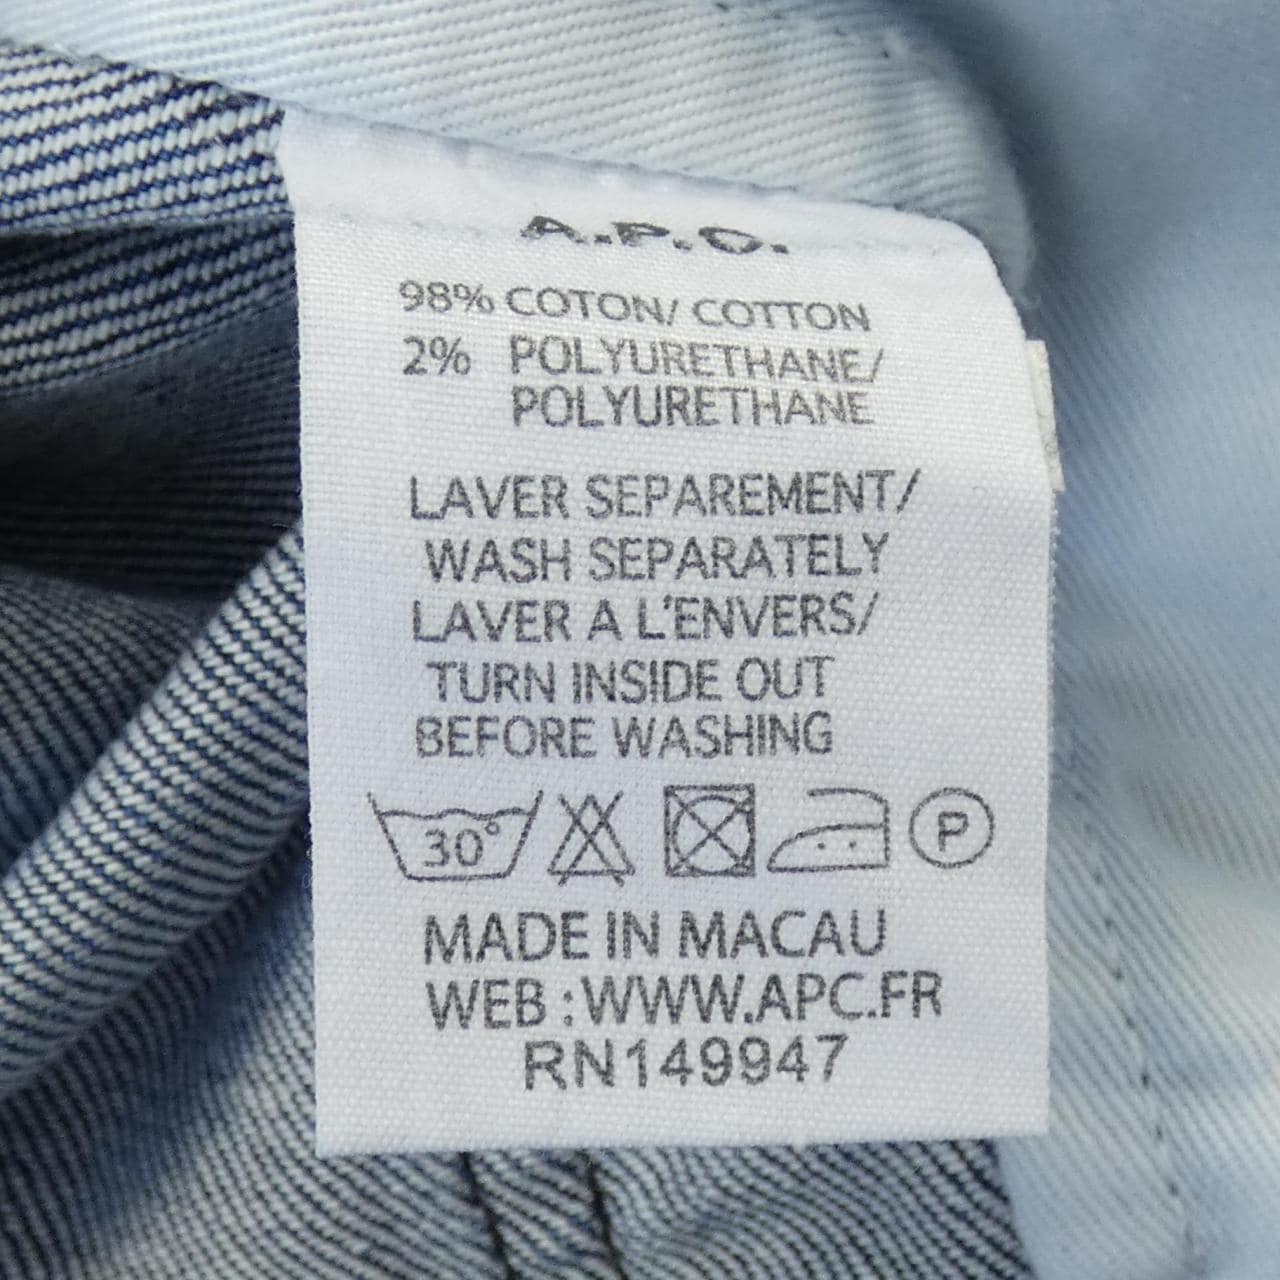 A.P.C.
98% COTON/ COTTON
2% POLYURETHANE/
POLYURETHANE
LAVER SEPAREMENT/
WASH SEPARATELY
LAVER A L'ENVERS/
TURN INSIDE OUT
BEFORE WASHING
30°
P
MADE IN MACAU
WEB :WWW.APC.FR
RN149947